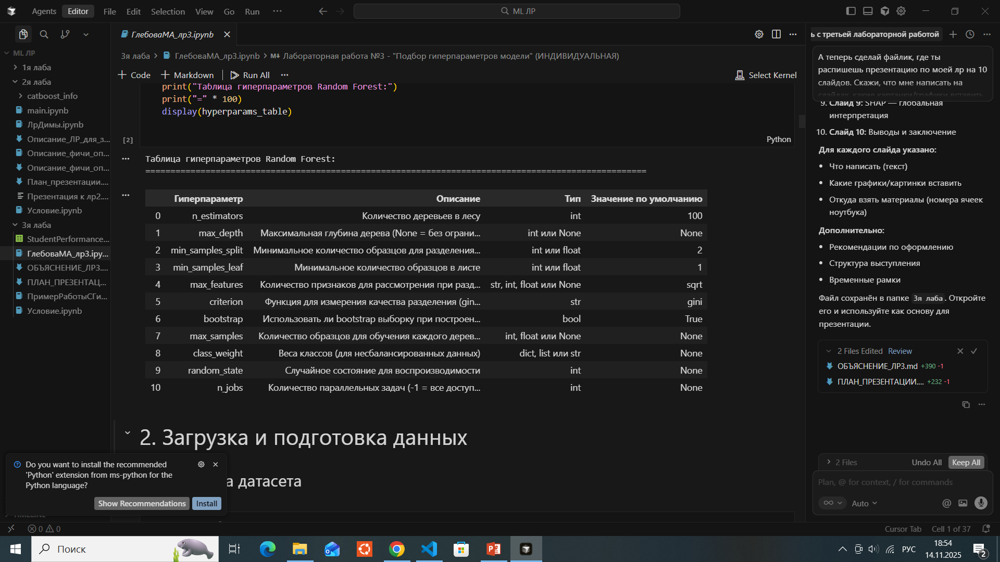 Agents Editor File Edit Selection View Go Run ··· ML ЛР
ГлебоваМА_лр3.ipynb
ь с третьей лабораторной работой
ML ЛР
1я лаба
2я лаба
catboost_info
main.ipynb
ЛрДимы.ipynb
Описание_ЛР_для_з...
Описание_фичи_оп...
Описание_фичи_оп...
План_презентации....
Презентация к лр2....
Условие.ipynb
3я лаба
StudentPerformance...
ГлебоваМА_лр3.ipy...
ОБЪЯСНЕНИЕ_ЛР3....
ПЛАН_ПРЕЗЕНТАЦ...
ПримерРаботыСГи...
Условие.ipynb
3я лаба > ГлебоваМА_лр3.ipynb > M↓ Лабораторная работа №3 - "Подбор гиперпараметров модели" (ИНДИВИДУАЛЬНАЯ)
Code Markdown Run All ··· Select Kernel
print("Таблица гиперпараметров Random Forest:")
print("=" * 100)
display(hyperparams_table)
[2]
Python
Таблица гиперпараметров Random Forest:
====================================================================================================
Гиперпараметр Описание Тип Значение по умолчанию
0 n_estimators Количество деревьев в лесу int 100
1 max_depth Максимальная глубина дерева (None = без ограни... int или None None
2 min_samples_split Минимальное количество образцов для разделения... int или float 2
3 min_samples_leaf Минимальное количество образцов в листе int или float 1
4 max_features Количество признаков для рассмотрения при разд... str, int, float или None sqrt
5 criterion Функция для измерения качества разделения (gin... str gini
6 bootstrap Использовать ли bootstrap выборку при построен... bool True
7 max_samples Количество образцов для обучения каждого дерев... int, float или None None
8 class_weight Веса классов (для несбалансированных данных) dict, list или str None
9 random_state Случайное состояние для воспроизводимости int None
10 n_jobs Количество параллельных задач (-1 = все доступ... int None
2. Загрузка и подготовка данных
а датасета
Do you want to install the recommended
'Python' extension from ms-python for the
Python language?
Show Recommendations Install
TIMELINE
А теперь сделай файлик, где ты
распишешь презентацию по моей лр на 10
слайдов. Скажи, что мне написать на
слайдах, какие картанки/графики вставить
9. Слайд 9: SHAP — глобальная
интерпретация
10. Слайд 10: Выводы и заключение
Для каждого слайда указано:
• Что написать (текст)
• Какие графики/картинки вставить
• Откуда взять материалы (номера ячеек
ноутбука)
Дополнительно:
• Рекомендации по оформлению
• Структура выступления
• Временные рамки
Файл сохранён в папке 3я лаба. Откройте
его и используйте как основу для
презентации.
2 Files Edited Review
ОБЪЯСНЕНИЕ_ЛР3.md +390 -1
ПЛАН_ПРЕЗЕНТАЦИИ.... +232 -1
2 Files Undo All Keep All
Plan, @ for context, / for commands
Auto
0 0
Cursor Tab Cell 1 of 37
Поиск
РУС
18:54
14.11.2025
2